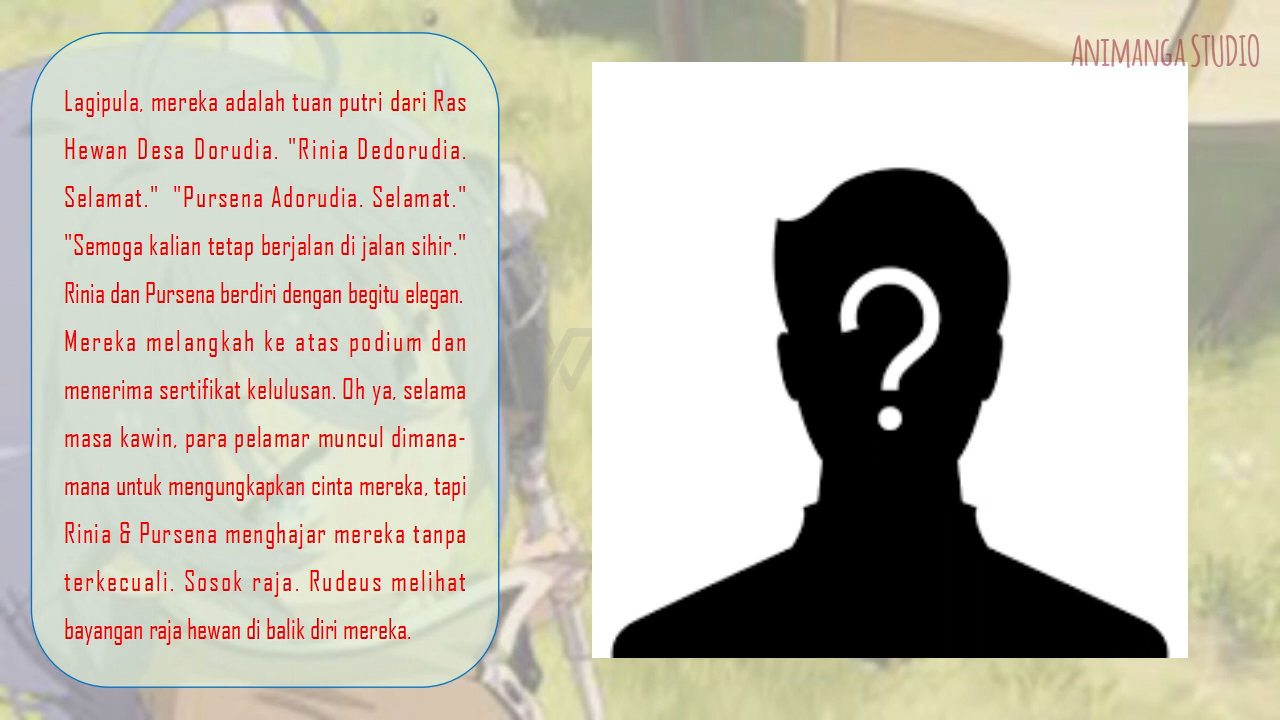 Lagipula, mereka adalah tuan putri dari Ras
Hewan Desa Dorudia. "Rinia Dedorudia.
Selamat." "Pursena Adorudia. Selamat."
"Semoga kalian tetap berjalan di jalan sihir."
Rinia dan Pursena berdiri dengan begitu elegan.
Mereka melangkah ke atas podium dan
menerima sertifikat kelulusan. Oh ya, selama
masa kawin, para pelamar muncul dimana-
mana untuk mengungkapkan cinta mereka, tapi
Rinia & Pursena menghajar mereka tanpa
terkecuali. Sosok raja. Rudeus melihat
bayangan raja hewan di balik diri mereka.
ANIMANGA STUDIO
?